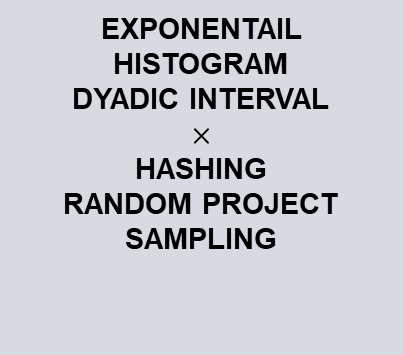 EXPONENTAIL
HISTOGRAM
DYADIC INTERVAL
×
HASHING
RANDOM PROJECT
SAMPLING